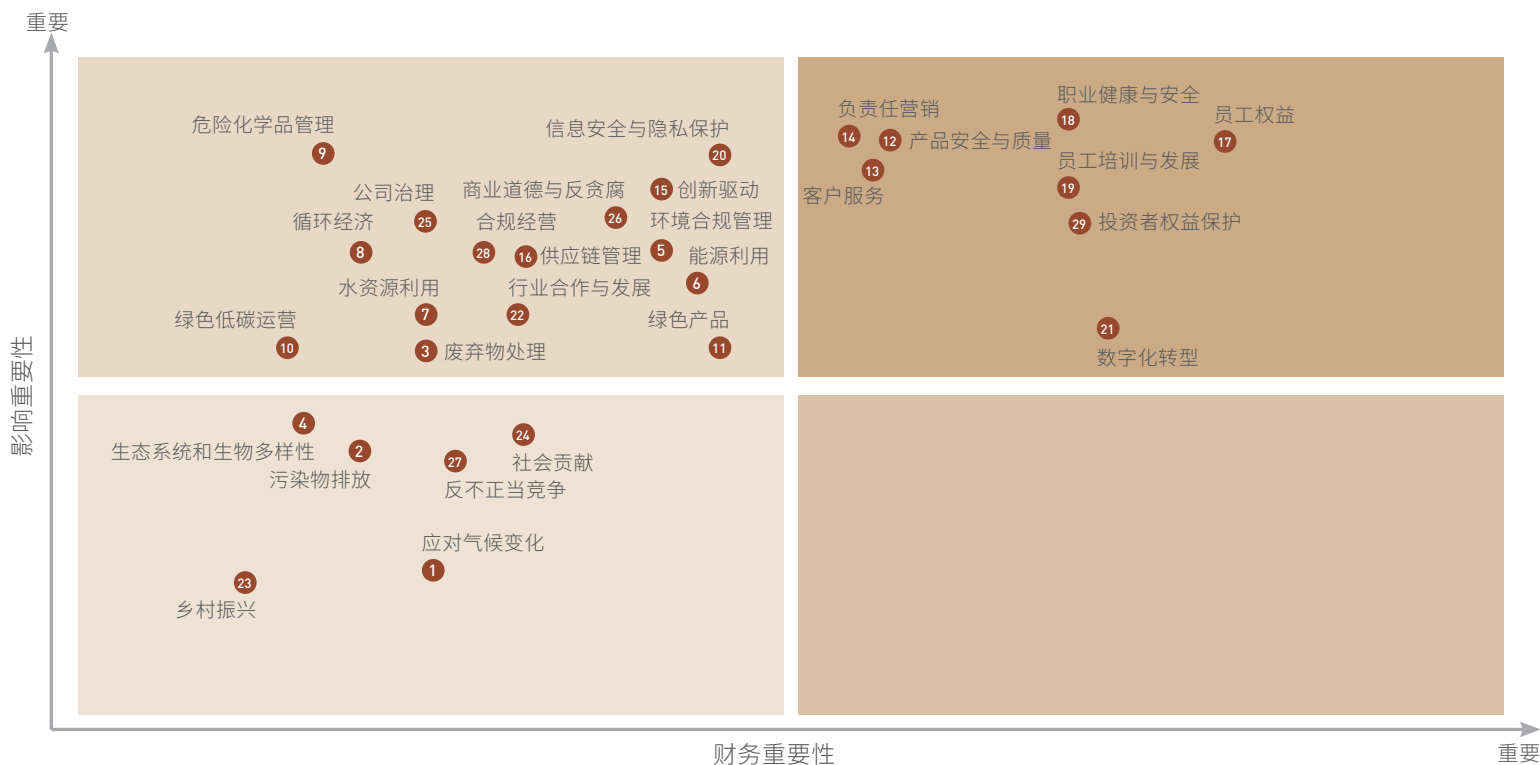 重要
危险化学品管理
9
信息安全与隐私保护
20
公司治理
25
商业道德与反贪腐
26
15 创新驱动
循环经济
8
合规经营
28
16 供应链管理
环境合规管理
5
能源利用
6
水资源利用
7
行业合作与发展
22
绿色低碳运营
10
3 废弃物处理
绿色产品
11
负责任营销
14
12 产品安全与质量
13
客户服务
职业健康与安全
18
员工权益
17
员工培训与发展
19
29 投资者权益保护
21
数字化转型
影响重要性
4
生态系统和生物多样性
2
污染物排放
24
社会贡献
27
反不正当竞争
应对气候变化
1
23
乡村振兴
财务重要性
重要